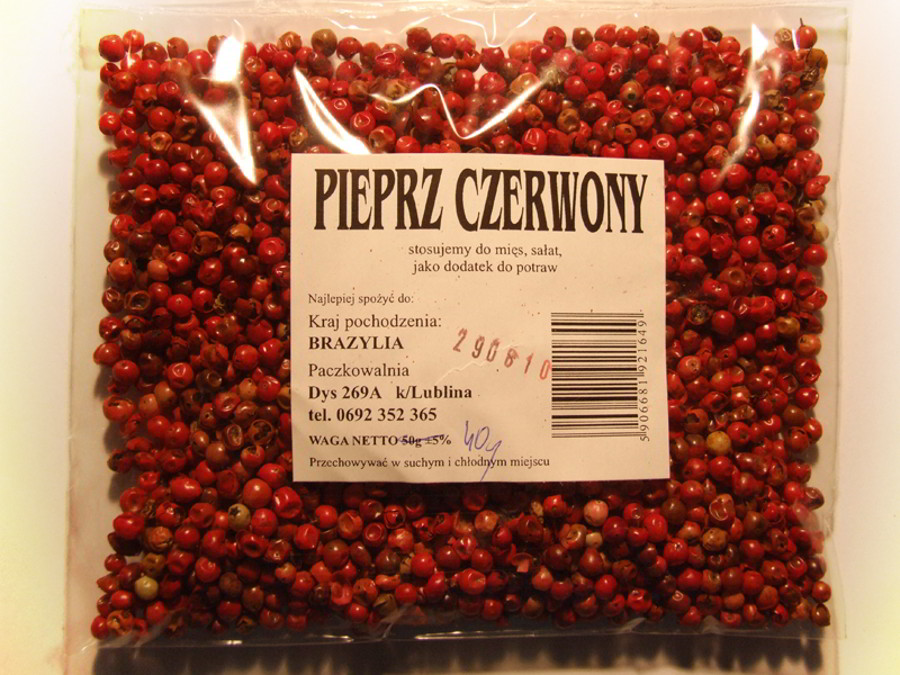 PIEPRZ CZERWONY
stosujemy do mięs, sałat,
jako dodatek do potraw
Najlepiej spożyć do:
Kraj pochodzenia:
BRAZYLIA
290610
Paczkowalnia
Dys 269A k/Lublina
tel. 0692 352 365
WAGA NETTO 50g ±5% 40g
Przechowywać w suchym i chłodnym miejscu
5906681921649